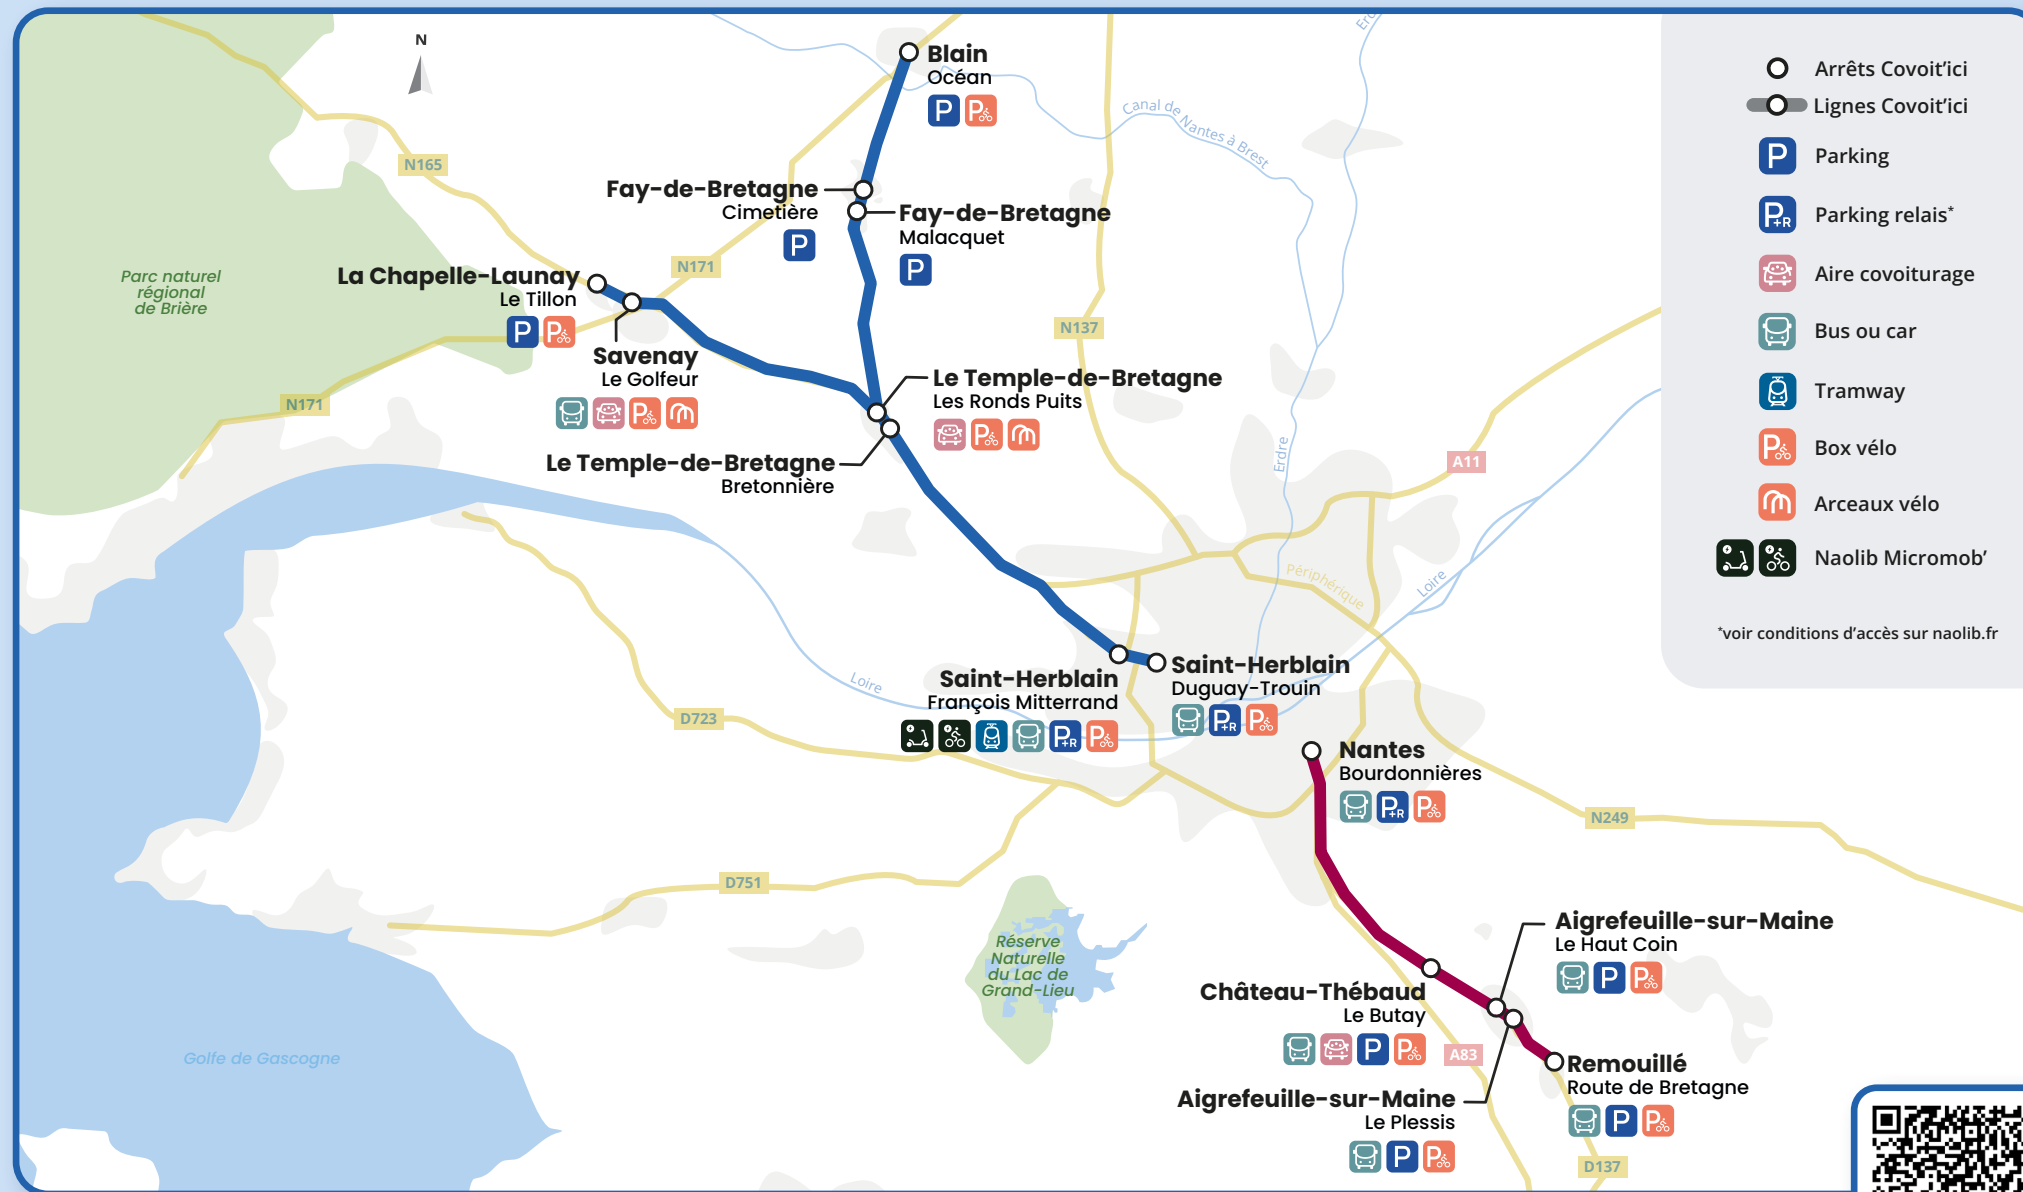 N
Blain
Océan
P
P
Canal de Nantes à Brest
Erd
N165
Fay-de-Bretagne
Cimetière
P
Fay-de-Bretagne
Malacquet
P
N171
Parc naturel
régional
de Brière
La Chapelle-Launay
Le Tillon
P
P
N137
Savenay
Le Golfeur
P
N171
Le Temple-de-Bretagne
Les Ronds Puits
P
Le Temple-de-Bretagne
Bretonnière
Erdre
A11
Périphérique
Loire
Loire
Saint-Herblain
François Mitterrand
P+R
P
Saint-Herblain
Duguay-Trouin
P+R
P
D723
Nantes
Bourdonnières
P+R
P
N249
D751
Réserve
Naturelle
du Lac de
Grand-Lieu
Aigrefeuille-sur-Maine
Le Haut Coin
P
P
Château-Thébaud
Le Butay
P
P
A83
Golfe de Gascogne
Remouillé
Route de Bretagne
P
P
Aigrefeuille-sur-Maine
Le Plessis
P
P
D137
Arrêts Covoit’ici
Lignes Covoit’ici
P Parking
P+R Parking relais*
Aire covoiturage
Bus ou car
Tramway
P Box vélo
Arceaux vélo
Naolib Micromob’
*voir conditions d’accès sur naolib.fr